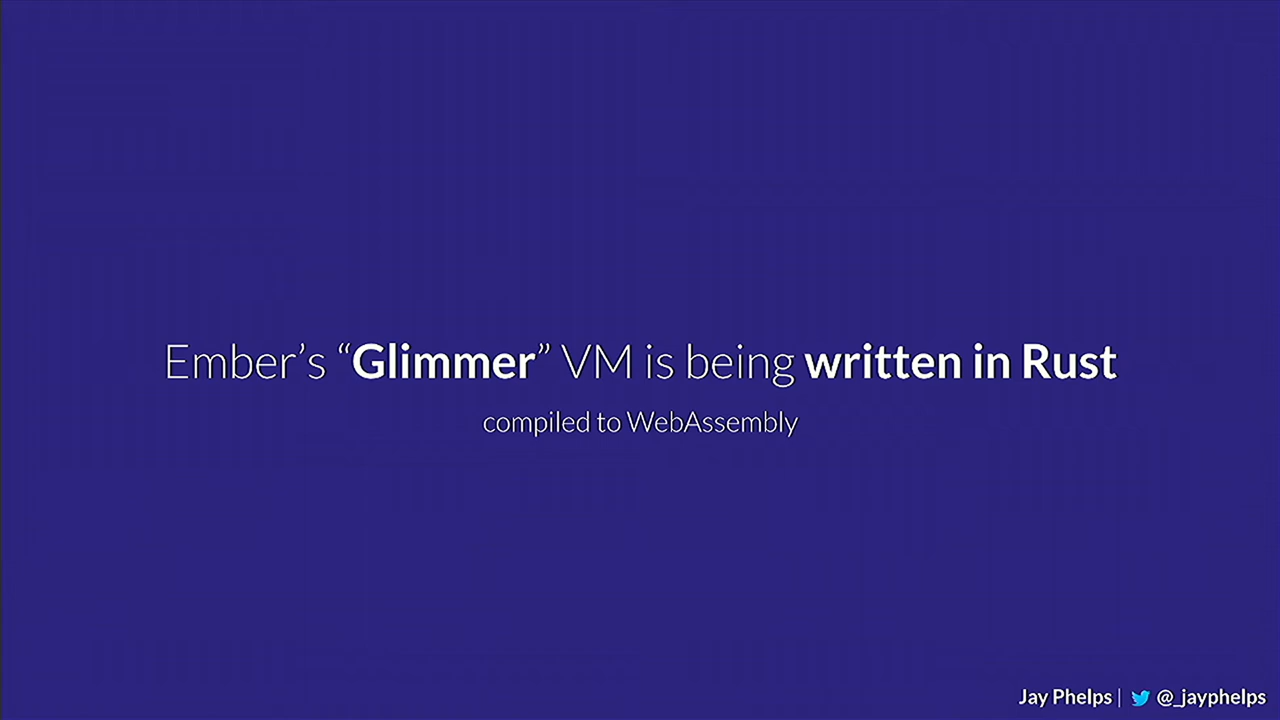 Ember’s “Glimmer” VM is being written in Rust
compiled to WebAssembly
Jay Phelps | @_jayphelps